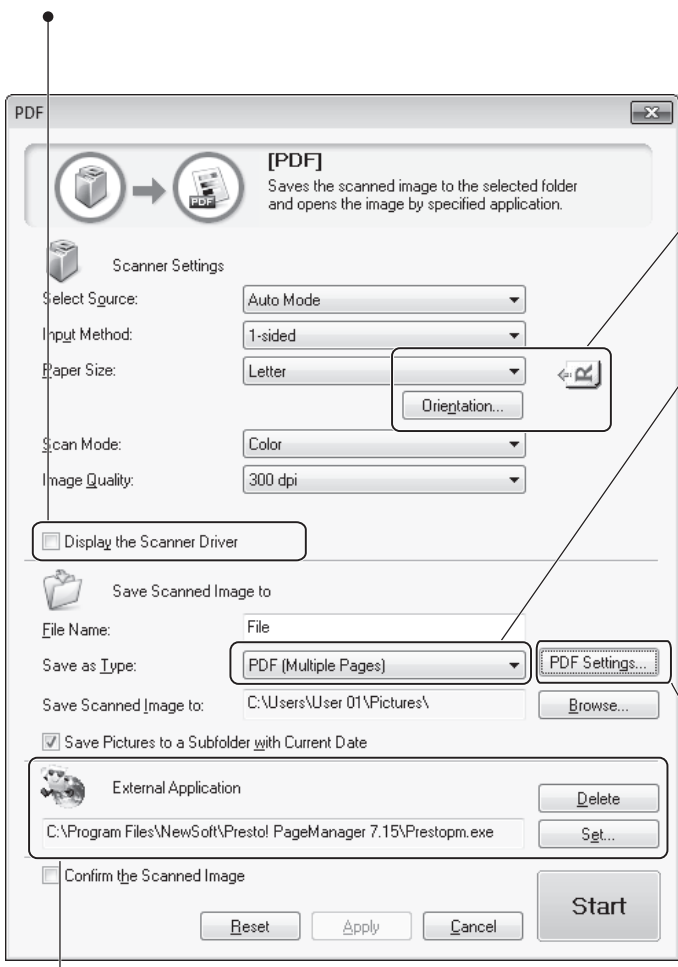 PDF
[PDF]
Saves the scanned image to the selected folder
and opens the image by specified application.
PDF
Scanner Settings
Select Source: Auto Mode
Input Method: 1-sided
Paper Size: Letter
R
Orientation...
Scan Mode: Color
Image Quality: 300 dpi
Display the Scanner Driver
Save Scanned Image to
File Name: File
Save as Type: PDF (Multiple Pages) PDF Settings...
Save Scanned Image to: C:\Users\User 01\Pictures\ Browse...
Save Pictures to a Subfolder with Current Date
External Application
Delete
C:\Program Files\NewSoft\Presto! PageManager 7.15\Prestopm.exe Set...
Confirm the Scanned Image
Start
Reset Apply Cancel